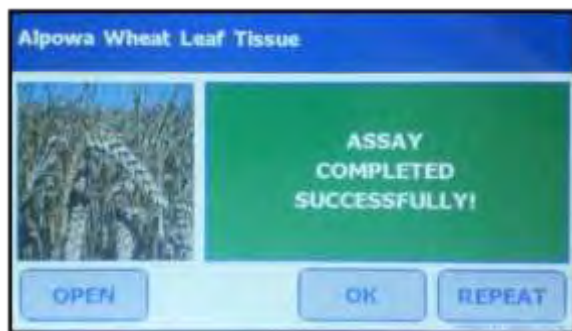 Alpowa Wheat Leaf Tissue
ASSAY
COMPLETED
SUCCESSFULLY!
OPEN
OK
REPEAT